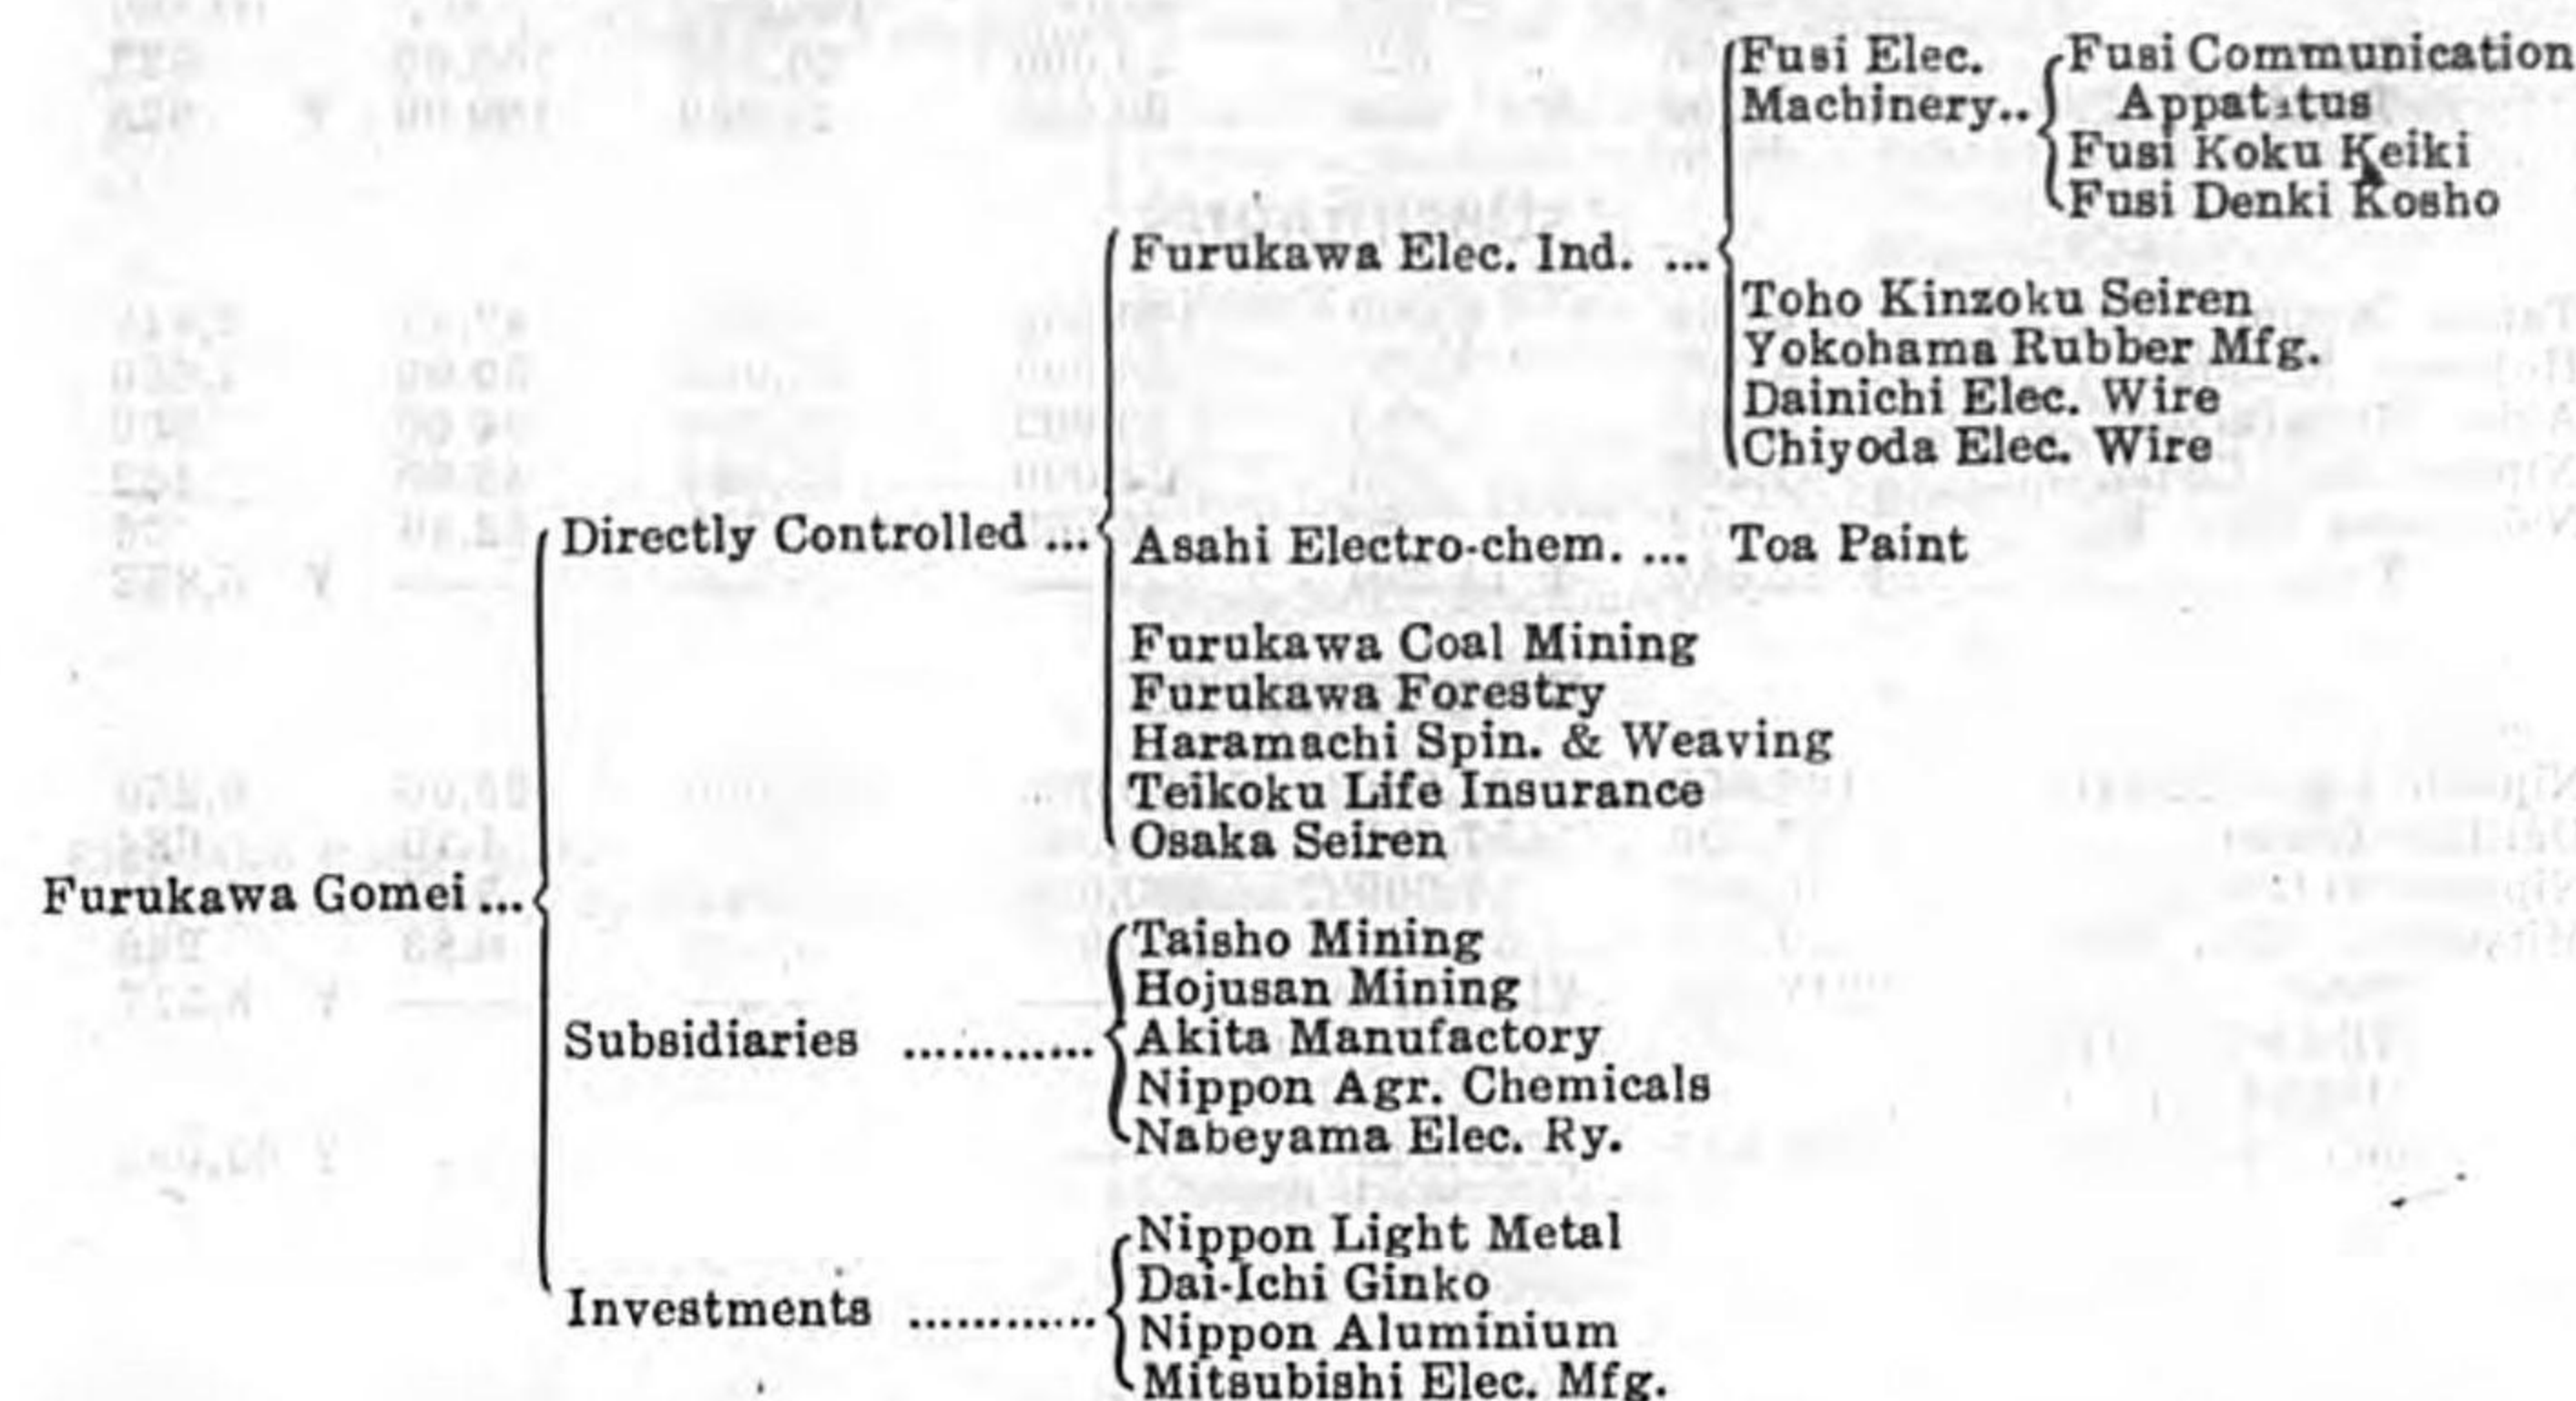 Fusi Elec.
Machinery..
Fusi Communication
Appatatus
Fusi Koku Keiki
Fusi Denki Kosho
Furukawa Elec. Ind. ...
Toho Kinzoku Seiren
Yokohama Rubber Mfg.
Dainichi Elec. Wire
Chiyoda Elec. Wire
Directly Controlled ...
Asahi Electro-chem. ... Toa Paint
Furukawa Coal Mining
Furukawa Forestry
Haramachi Spin. & Weaving
Teikoku Life Insurance
Osaka Seiren
Furukawa Gomei ...
Taisho Mining
Hojusan Mining
Subsidiaries ............
Akita Manufactory
Nippon Agr. Chemicals
Nabeyama Elec. Ry.
Nippon Light Metal
Dai-Ichi Ginko
Investments ............
Nippon Aluminium
Mitsubishi Elec. Mfg.